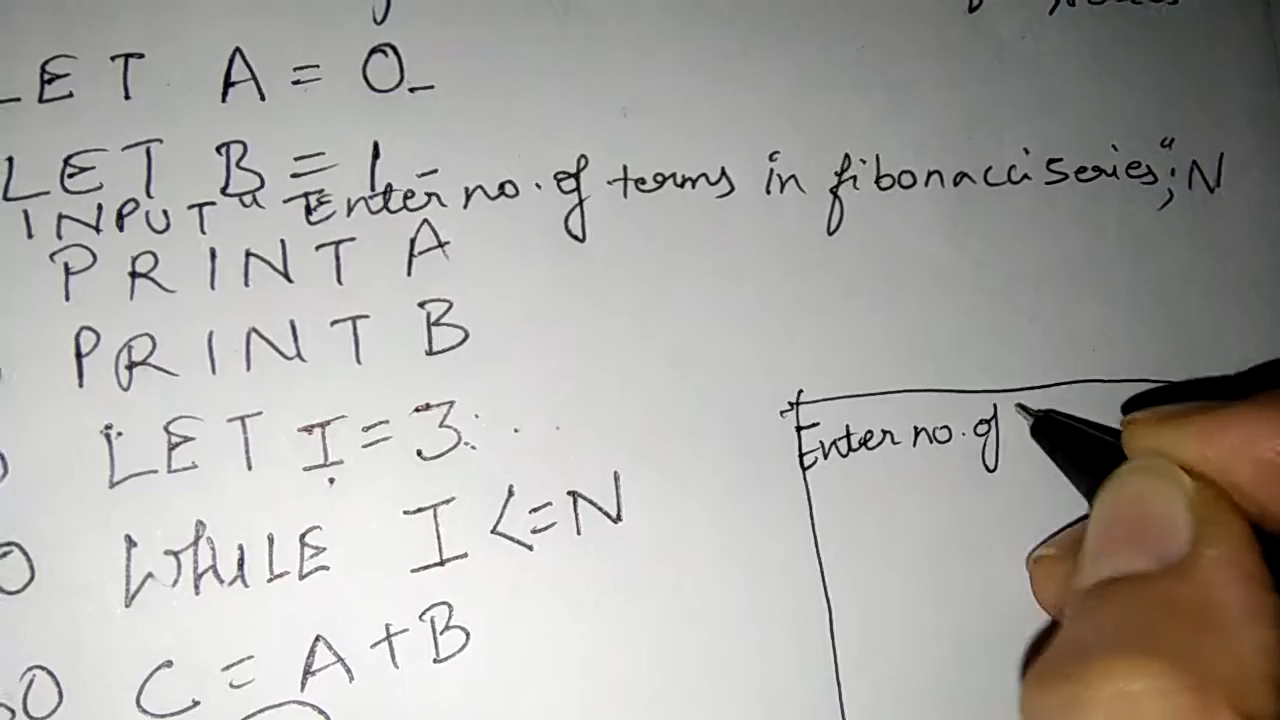 LET A = 0
LET B = 1
INPUT "Enter no. of terms in fibonacci series"; N
PRINT A
PRINT B
LET I = 3
WHILE I <= N
C = A + B
Enter no. of